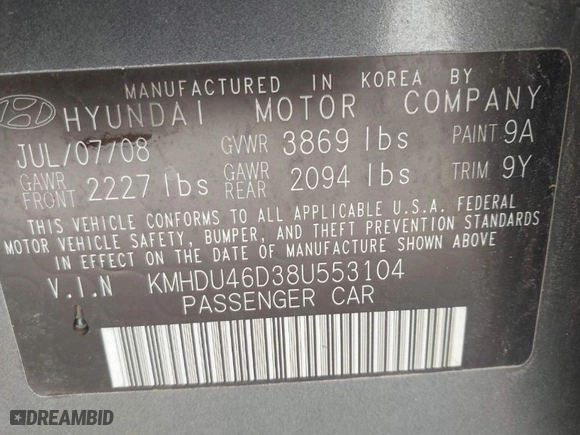 MANUFACTURED IN KOREA BY
HYUNDAI MOTOR COMPANY
JUL/07/08 GVWR 3869 lbs PAINT 9A
GAWR FRONT 2227 lbs GAWR REAR 2094 lbs TRIM 9Y
THIS VEHICLE CONFORMS TO ALL APPLICABLE U.S.A. FEDERAL
MOTOR VEHICLE SAFETY, BUMPER, AND THEFT PREVENTION STANDARDS
IN EFFECT ON THE DATE OF MANUFACTURE SHOWN ABOVE
V.I.N KMHDU46D38U553104
PASSENGER CAR
DREAMBID